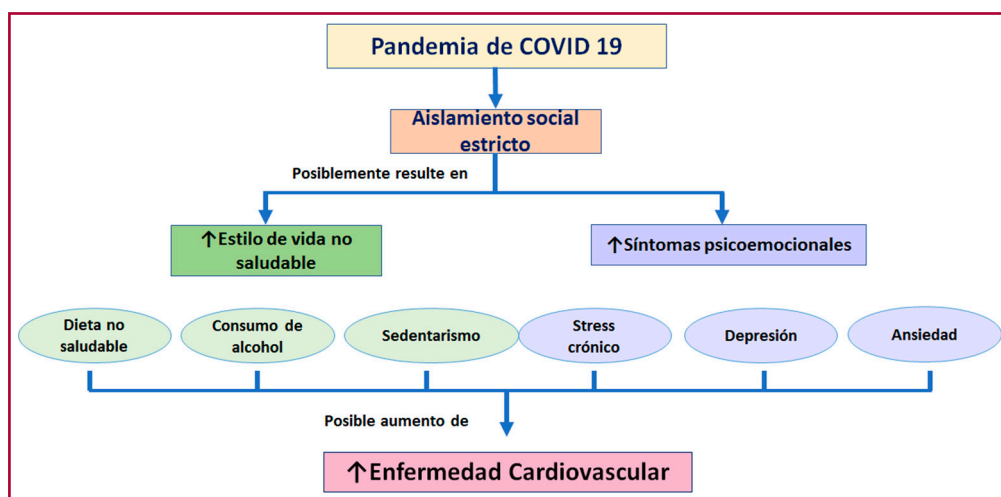 Pandemia de COVID 19
Aislamiento social
estricto
Posiblemente resulte en
↑Estilo de vida no
saludable
↑Síntomas psicoemocionales
Dieta no
saludable
Consumo de
alcohol
Sedentarismo
Stress
crónico
Depresión
Ansiedad
Posible aumento de
↑Enfermedad Cardiovascular